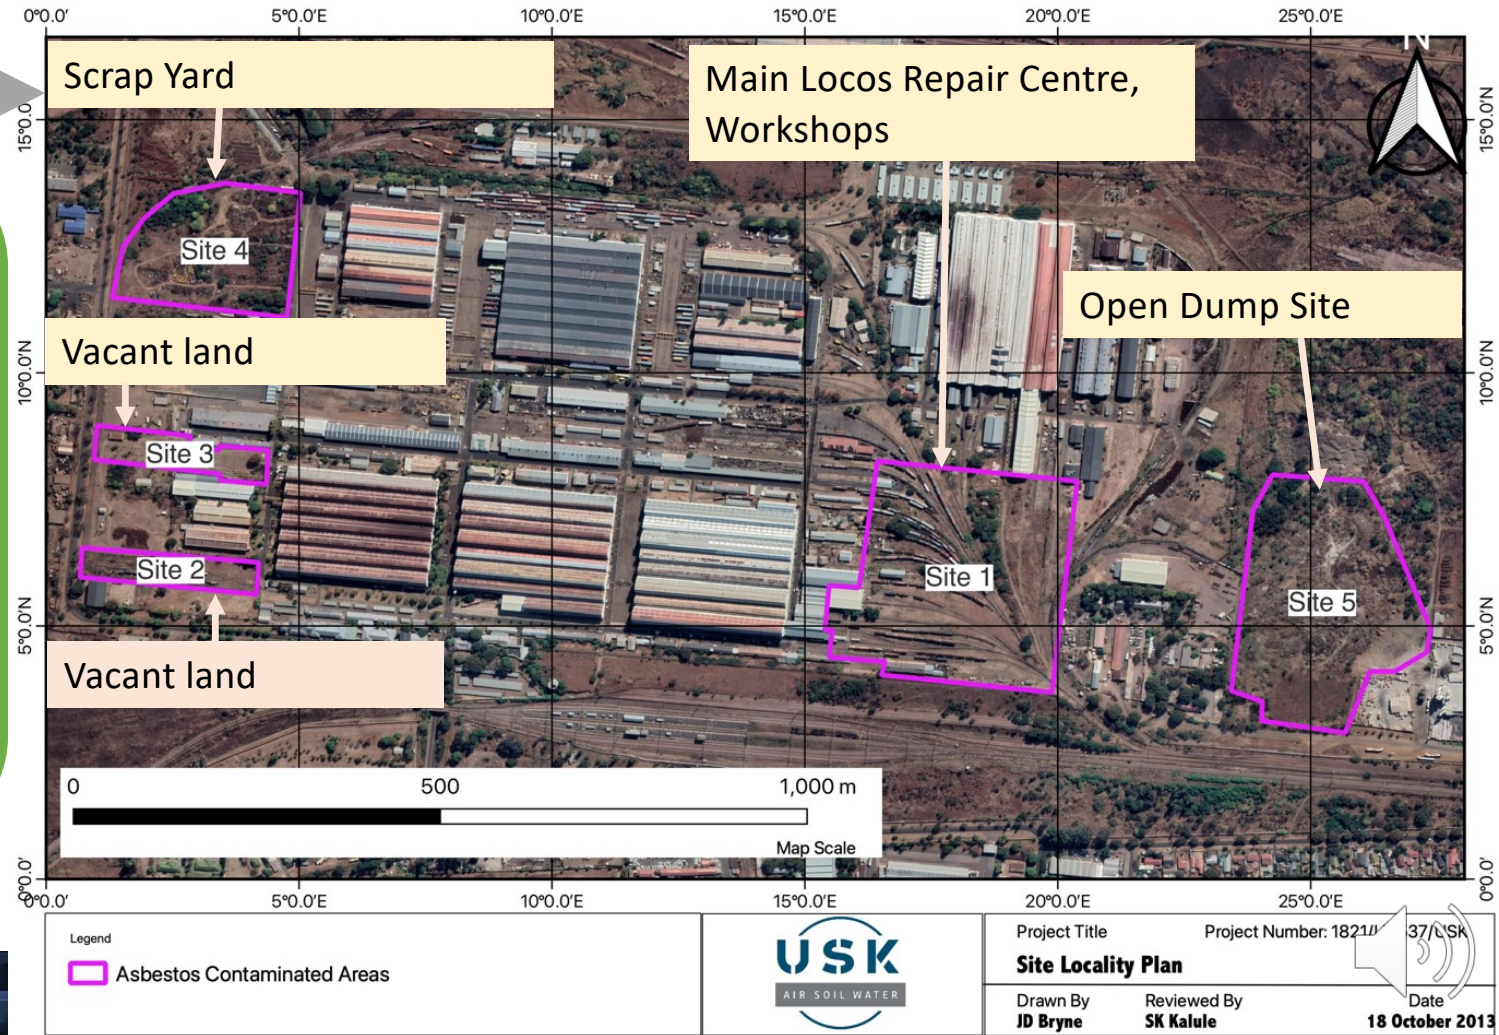 0°0.0'
5°0.0'E
10°0.0'E
15°0.0'E
20°0.0'E
25°0.0'E
N
Scrap Yard
Main Locos Repair Centre,
Workshops
15°0.0
15°0.0'N
Site 4
Open Dump Site
Vacant land
10°0.0'N
10°0.0'N
Site 3
Site 2
Site 1
Site 5
5°0.0'N
5°0.0'N
Vacant land
0
500
1,000 m
Map Scale
0°0.0'
0°0.0'
0°0.0'
5°0.0'E
10°0.0'E
15°0.0'E
20°0.0'E
25°0.0'E
Legend
Asbestos Contaminated Areas
USK
AIR SOIL WATER
Project Title
Project Number: 1821/ 37/USK
Site Locality Plan
Drawn By
Reviewed By
Date
JD Bryne
SK Kalule
18 October 2013